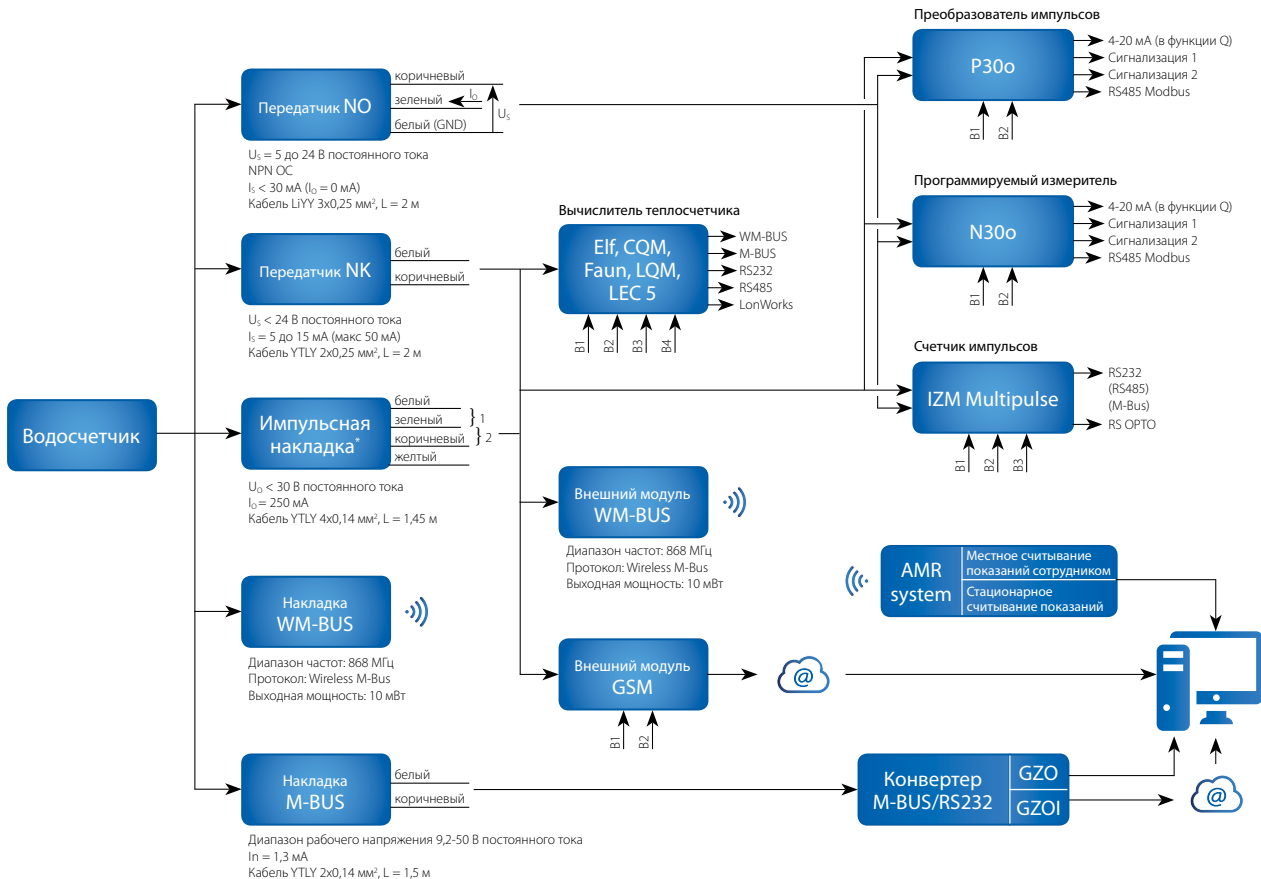 Водосчетчик
Передатчик NO
коричневый
зеленый
I₀
Uₛ
белый (GND)
Uₛ = 5 до 24 В постоянного тока
NPN OC
Iₛ < 30 мА (I₀ = 0 мА)
Кабель LiYY 3x0,25 мм², L = 2 м
Передатчик NK
белый
коричневый
Uₛ < 24 В постоянного тока
Iₛ = 5 до 15 мА (макс 50 мА)
Кабель YTLY 2x0,25 мм², L = 2 м
Импульсная
накладка*
белый
зеленый
} 1
коричневый
} 2
желтый
U₀ < 30 В постоянного тока
I₀ = 250 мА
Кабель YTLY 4x0,14 мм², L = 1,45 м
Накладка
WM-BUS
Диапазон частот: 868 МГц
Протокол: Wireless M-Bus
Выходная мощность: 10 мВт
Накладка
M-BUS
белый
коричневый
Диапазон рабочего напряжения 9,2-50 В постоянного тока
In = 1,3 мА
Кабель YTLY 2x0,14 мм², L = 1,5 м
Вычислитель теплосчетчика
Elf, CQM,
Faun, LQM,
LEC 5
WM-BUS
M-BUS
RS232
RS485
LonWorks
B1
B2
B3
B4
Внешний модуль
WM-BUS
Диапазон частот: 868 МГц
Протокол: Wireless M-Bus
Выходная мощность: 10 мВт
Внешний модуль
GSM
B1
B2
@
Преобразователь импульсов
P30o
4-20 мА (в функции Q)
Сигнализация 1
Сигнализация 2
RS485 Modbus
B1
B2
Программируемый измеритель
N30o
4-20 мА (в функции Q)
Сигнализация 1
Сигнализация 2
RS485 Modbus
B1
B2
Счетчик импульсов
IZM Multipulse
RS232
(RS485)
(M-Bus)
RS OPTO
B1
B2
B3
AMR
system
Местное считывание
показаний сотрудником
Стационарное
считывание показаний
Конвертер
M-BUS/RS232
GZO
GZOI
@